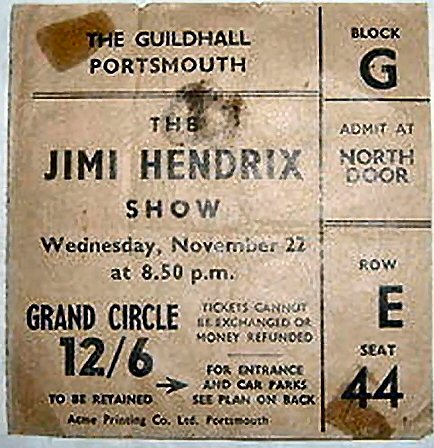 THE GUILDHALL
PORTSMOUTH
THE
JIMI HENDRIX
SHOW
Wednesday, November 22
at 8.50 p.m.
GRAND CIRCLE
12/6
TO BE RETAINED
TICKETS CANNOT
BE EXCHANGED OR
MONEY REFUNDED
FOR ENTRANCE
AND CAR PARKS
SEE PLAN ON BACK
Acme Printing Co. Ltd. Portsmouth
BLOCK
G
ADMIT AT
NORTH
DOOR
ROW
E
SEAT
44